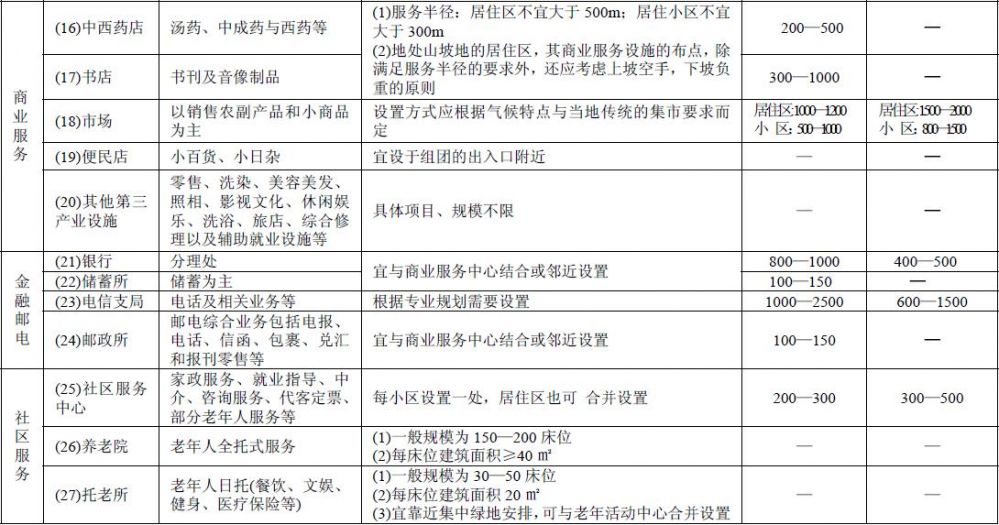 商业服务
(16)中西药店
汤药、中成药与西药等
(1)服务半径：居住区不宜大于500m；居住小区不宜
大于300m
(2)地处山坡地的居住区，其商业服务设施的布点，除
满足服务半径的要求外，还应考虑上坡空手，下坡负
重的原则
200—500
—
(17)书店
书刊及音像制品
300—1000
—
(18)市场
以销售农副产品和小商品
为主
设置方式应根据气候特点与当地传统的集市要求而
定
居住区:1000—1200
小 区: 500—1000
居住区:1500—2000
小 区: 800—1500
(19)便民店
小百货、小日杂
宜设于组团的出入口附近
—
—
(20)其他第三
产业设施
零售、洗染、美容美发、
照相、影视文化、休闲娱
乐、洗浴、旅店、综合修
理以及辅助就业设施等
具体项目、规模不限
—
—
金融邮电
(21)银行
分理处
宜与商业服务中心结合或邻近设置
800—1000
400—500
(22)储蓄所
储蓄为主
100—150
—
(23)电信支局
电话及相关业务等
根据专业规划需要设置
1000—2500
600—1500
(24)邮政所
邮电综合业务包括电报、
电话、信函、包裹、兑汇
和报刊零售等
宜与商业服务中心结合或邻近设置
100—150
—
社区服务
(25)社区服务
中心
家政服务、就业指导、中
介、咨询服务、代客定票、
部分老年人服务等
每小区设置一处，居住区也可 合并设置
200—300
300—500
(26)养老院
老年人全托式服务
(1)一般规模为150—200床位
(2)每床位建筑面积≥40 ㎡
—
—
(27)托老所
老年人日托(餐饮、文娱、
健身、医疗保险等)
(1)一般规模为30—50床位
(2)每床位建筑面积20 ㎡
(3)宜靠近集中绿地安排，可与老年活动中心合并设置
—
—